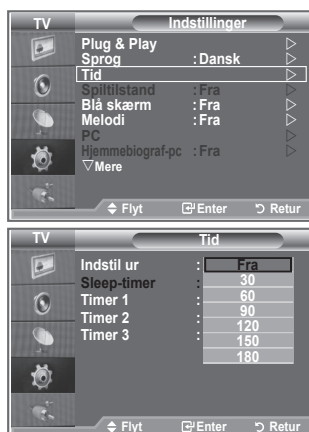 TV Indstillinger
Plug & Play
Sprog : Dansk
Tid
Spiltilstand : Fra
Blå skærm : Fra
Melodi : Fra
PC
Hjemmebiograf-pc : Fra
Mere
Flyt Enter Retur
TV Tid
Indstil ur : Fra
Sleep-timer : 30
Timer 1 : 60
90
Timer 2 : 120
Timer 3 : 150
180
Flyt Enter Retur